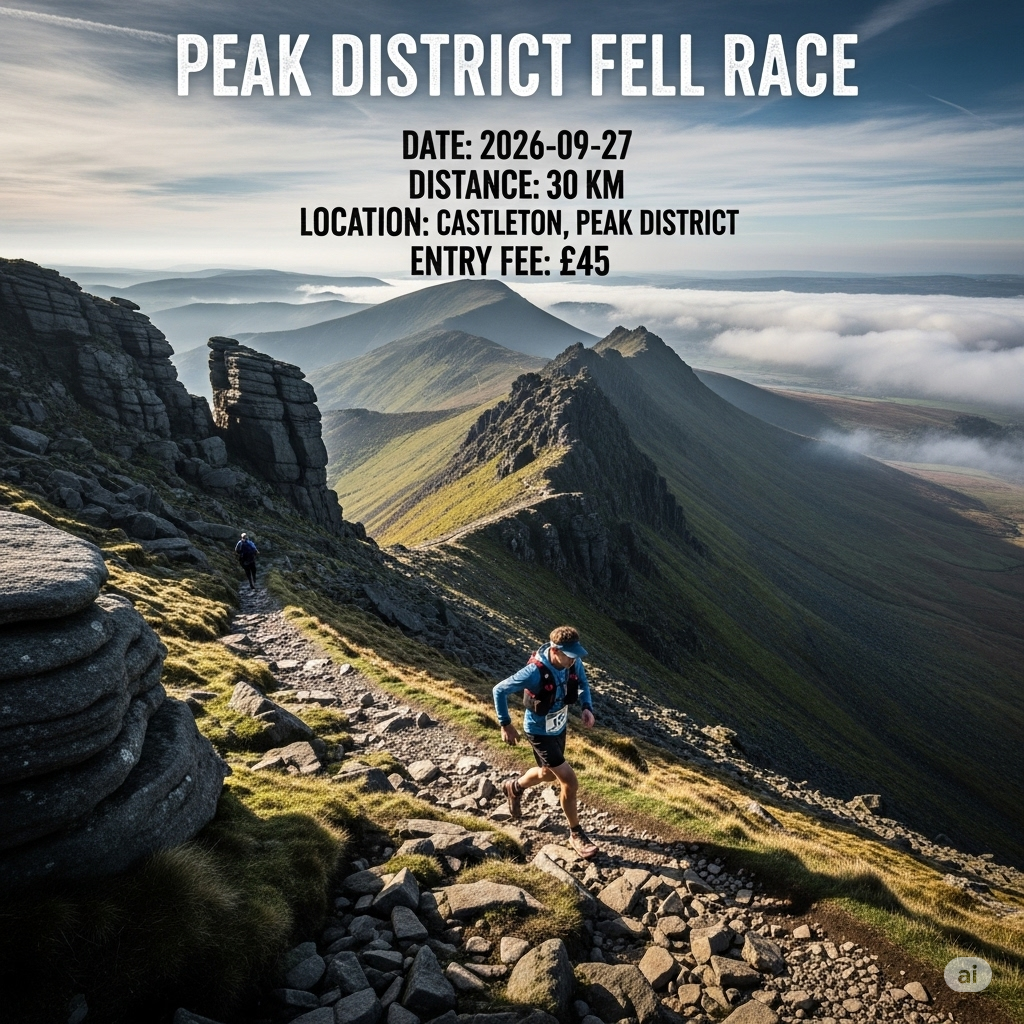 PEAK DISTRICT FELL RACE
DATE: 2026-09-27
DISTANCE: 30 KM
LOCATION: CASTLETON, PEAK DISTRICT
ENTRY FEE: £45
ai